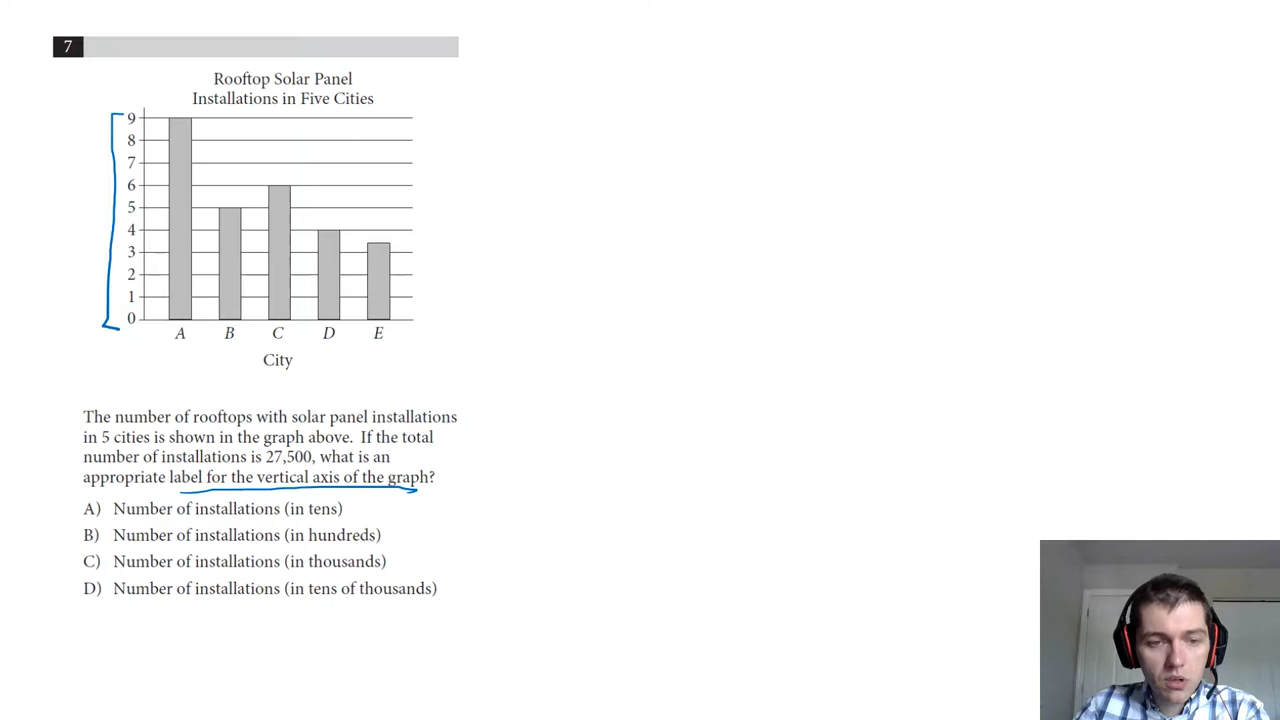 7
Rooftop Solar Panel
Installations in Five Cities
9
8
7
6
5
4
3
2
1
0
A B C D E
City
The number of rooftops with solar panel installations
in 5 cities is shown in the graph above. If the total
number of installations is 27,500, what is an
appropriate label for the vertical axis of the graph?
A) Number of installations (in tens)
B) Number of installations (in hundreds)
C) Number of installations (in thousands)
D) Number of installations (in tens of thousands)